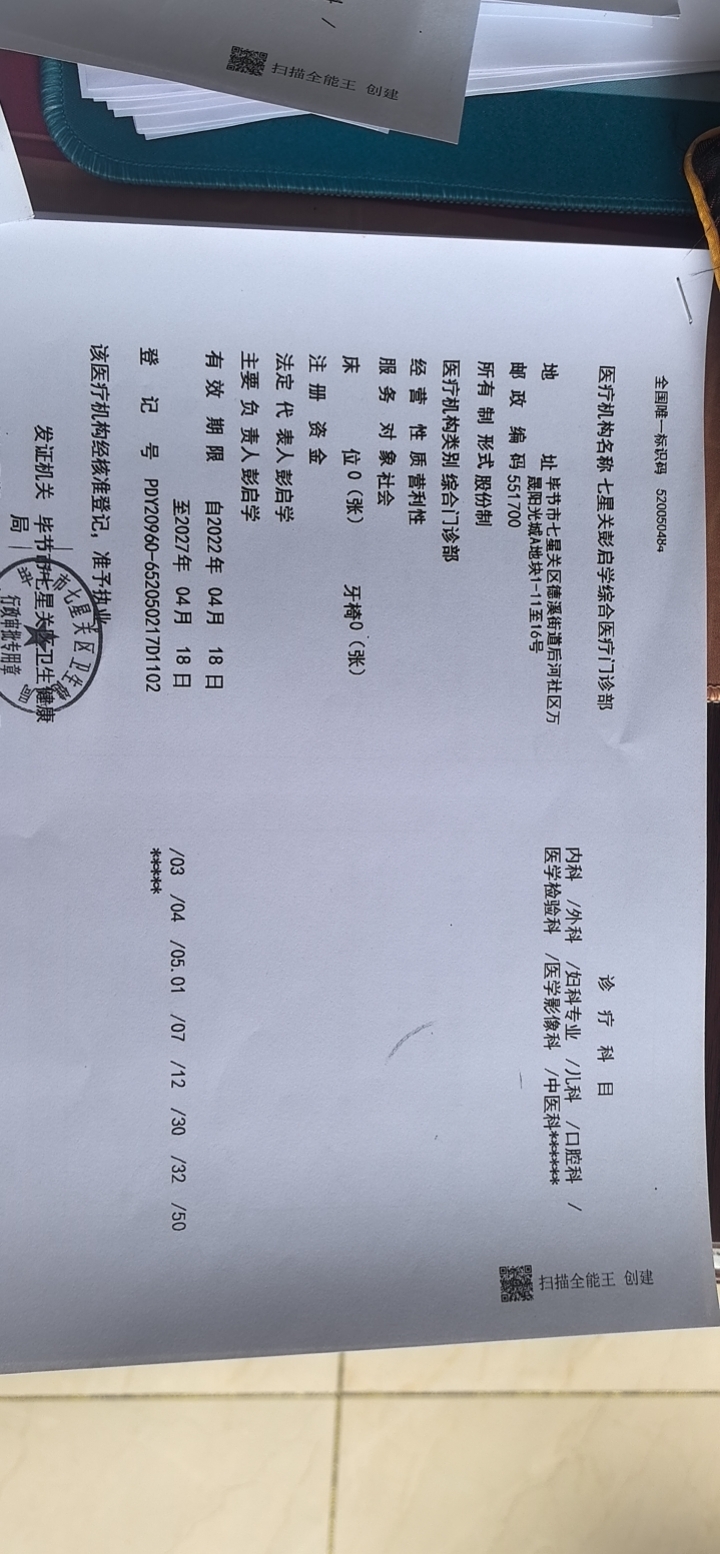 扫描全能王 创建
全国唯一标识码 52005048
医疗机构名称 七星关彭启学综合医疗门诊部
地 址 毕节市七星关区德溪街道后河社区万
晟阳光城A地块1-11至16号
邮 政 编 码 551700
所 有 制 形式 股份制
医疗机构类别 综合门诊部
经 营 性 质 营利性
服 务 对 象 社会
床 位 0 (张) 牙椅 0 (张)
注 册 资 金
法定 代 表人 彭启学
主要 负 责人 彭启学
有 效 期 限 自2022年 04月 18 日
至2027年 04月 18 日
登 记 号 PDY20960-652050217D1102
该医疗机构经核准登记，准予执业
发证机关 毕节市七星关区卫生健康
局
行政审批专用章
诊 疗 科 目
内科 /外科 /妇科专业 /儿科 /口腔科 /
医学检验科 /医学影像科 /中医科*****
/03 /04 /05.01 /07 /12 /30 /32 /50
*****
扫描全能王 创建